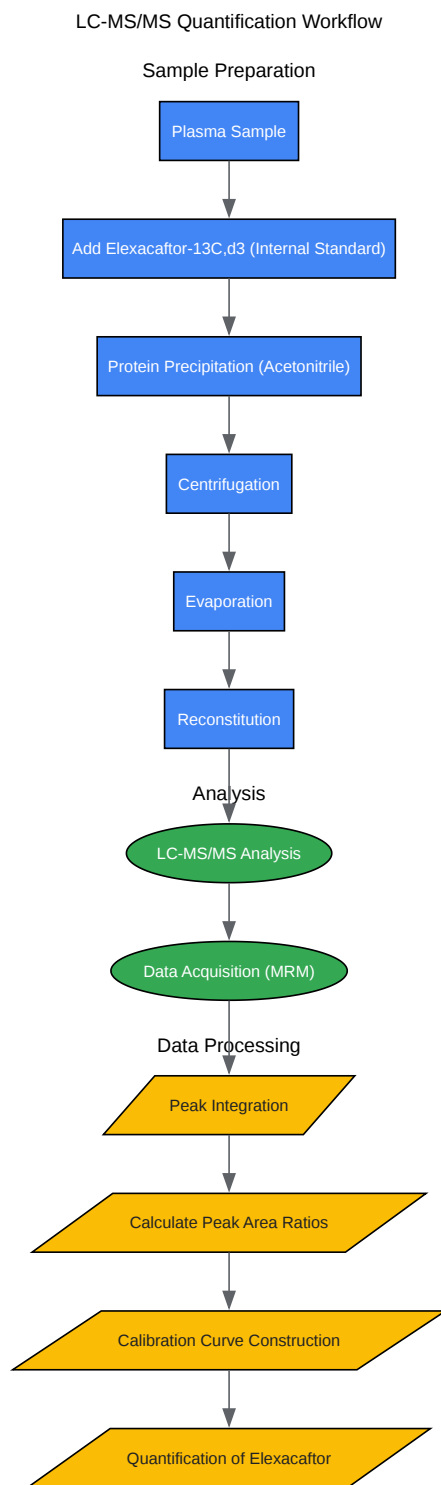 LC-MS/MS Quantification Workflow
Sample Preparation
Plasma Sample
Add Elexacaftor-13C,d3 (Internal Standard)
Protein Precipitation (Acetonitrile)
Centrifugation
Evaporation
Reconstitution
Analysis
LC-MS/MS Analysis
Data Acquisition (MRM)
Data Processing
Peak Integration
Calculate Peak Area Ratios
Calibration Curve Construction
Quantification of Elexacaftor